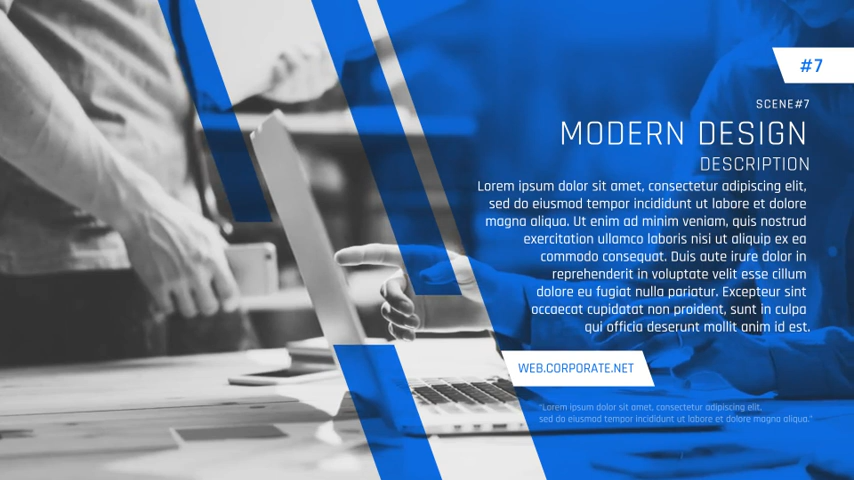 #7
SCENE#7
MODERN DESIGN
DESCRIPTION
Lorem ipsum dolor sit amet, consectetur adipiscing elit,
sed do eiusmod tempor incididunt ut labore et dolore
magna aliqua. Ut enim ad minim veniam, quis nostrud
exercitation ullamco laboris nisi ut aliquip ex ea
commodo consequat. Duis aute irure dolor in
reprehenderit in voluptate velit esse cillum
dolore eu fugiat nulla pariatur. Excepteur sint
occaecat cupidatat non proident, sunt in culpa
qui officia deserunt mollit anim id est.
WEB.CORPORATE.NET
"Lorem ipsum dolor sit amet, consectetur adipiscing elit,
sed do eiusmod tempor incididunt ut labore et dolore magna aliqua."